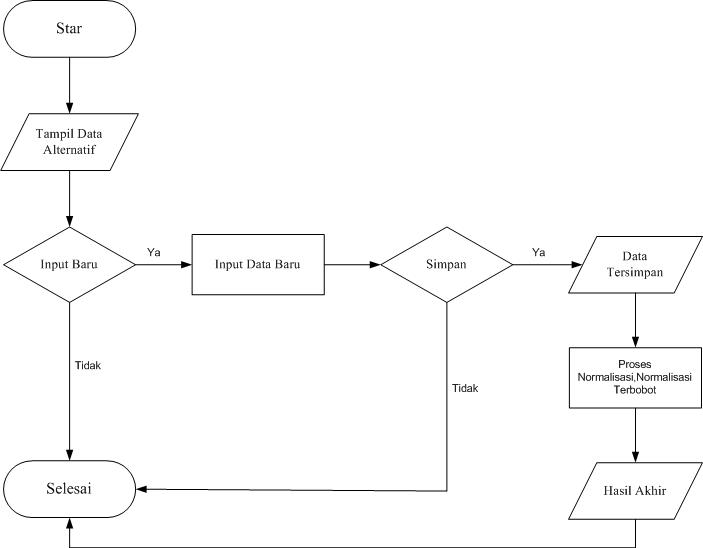 Star
Tampil Data
Alternatif
Input Baru
Ya
Input Data Baru
Simpan
Ya
Data
Tersimpan
Tidak
Tidak
Proses
Normalisasi,Normalisasi
Terbobot
Selesai
Hasil Akhir